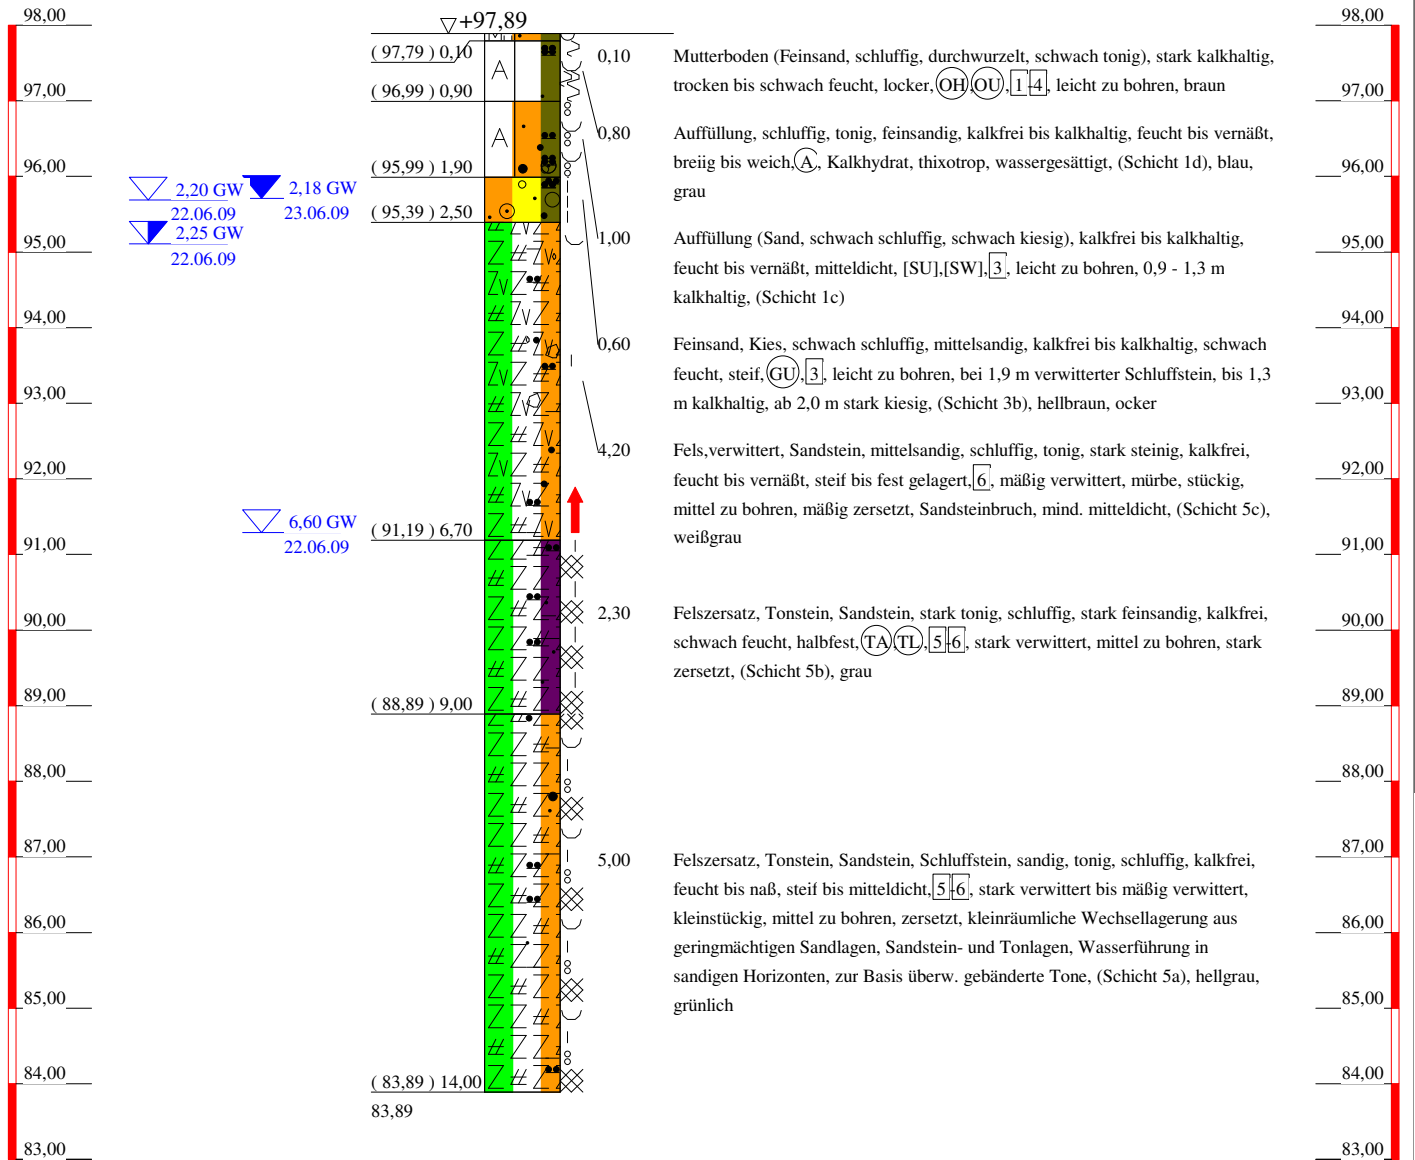 98,00
97,00
96,00
95,00
94,00
93,00
92,00
91,00
90,00
89,00
88,00
87,00
86,00
85,00
84,00
83,00
2,20 GW
22.06.09
2,18 GW
23.06.09
2,25 GW
22.06.09
6,60 GW
22.06.09
+97,89
( 97,79 ) 0,10
( 96,99 ) 0,90
( 95,99 ) 1,90
( 95,39 ) 2,50
( 91,19 ) 6,70
( 88,89 ) 9,00
( 83,89 ) 14,00
83,89
A
A
0,10
Mutterboden (Feinsand, schluffig, durchwurzelt, schwach tonig), stark kalkhaltig,
trocken bis schwach feucht, locker, OH, OU, 1-4, leicht zu bohren, braun
0,80
Auffüllung, schluffig, tonig, feinsandig, kalkfrei bis kalkhaltig, feucht bis vernäßt,
breiig bis weich, A, Kalkhydrat, thixotrop, wassergesättigt, (Schicht 1d), blau,
grau
1,00
Auffüllung (Sand, schwach schluffig, schwach kiesig), kalkfrei bis kalkhaltig,
feucht bis vernäßt, mitteldicht, [SU],[SW], 3, leicht zu bohren, 0,9 - 1,3 m
kalkhaltig, (Schicht 1c)
0,60
Feinsand, Kies, schwach schluffig, mittelsandig, kalkfrei bis kalkhaltig, schwach
feucht, steif, GU, 3, leicht zu bohren, bei 1,9 m verwitterter Schluffstein, bis 1,3
m kalkhaltig, ab 2,0 m stark kiesig, (Schicht 3b), hellbraun, ocker
4,20
Fels,verwittert, Sandstein, mittelsandig, schluffig, tonig, stark steinig, kalkfrei,
feucht bis vernäßt, steif bis fest gelagert, 6, mäßig verwittert, mürbe, stückig,
mittel zu bohren, mäßig zersetzt, Sandsteinbruch, mind. mitteldicht, (Schicht 5c),
weißgrau
2,30
Felszersatz, Tonstein, Sandstein, stark tonig, schluffig, stark feinsandig, kalkfrei,
schwach feucht, halbfest, TA, TL, 5-6, stark verwittert, mittel zu bohren, stark
zersetzt, (Schicht 5b), grau
5,00
Felszersatz, Tonstein, Sandstein, Schluffstein, sandig, tonig, schluffig, kalkfrei,
feucht bis naß, steif bis mitteldicht, 5-6, stark verwittert bis mäßig verwittert,
kleinstückig, mittel zu bohren, zersetzt, kleinräumliche Wechsellagerung aus
geringmächtigen Sandlagen, Sandstein- und Tonlagen, Wasserführung in
sandigen Horizonten, zur Basis überw. gebänderte Tone, (Schicht 5a), hellgrau,
grünlich
98,00
97,00
96,00
95,00
94,00
93,00
92,00
91,00
90,00
89,00
88,00
87,00
86,00
85,00
84,00
83,00